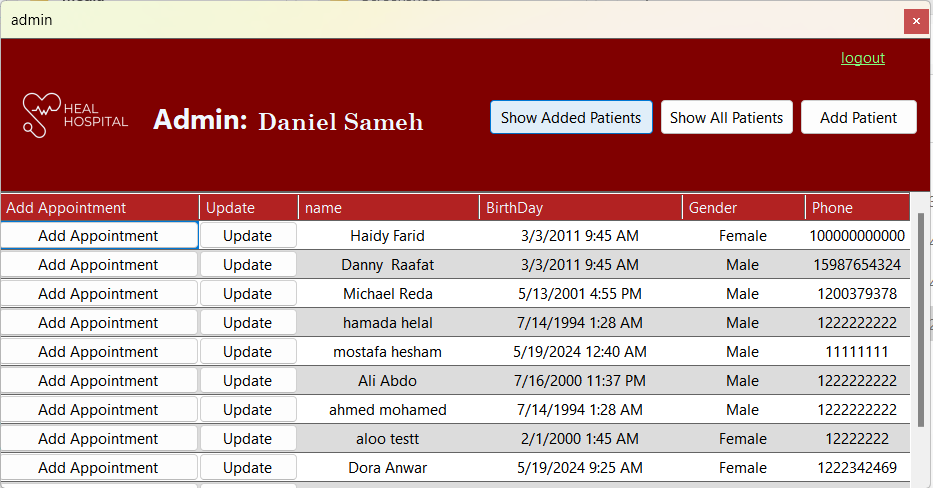 admin
logout
HEAL
HOSPITAL
Admin: Daniel Sameh
Show Added Patients Show All Patients Add Patient
Add Appointment Update name BirthDay Gender Phone
Add Appointment Update Haidy Farid 3/3/2011 9:45 AM Female 100000000000
Add Appointment Update Danny Raafat 3/3/2011 9:45 AM Male 15987654324
Add Appointment Update Michael Reda 5/13/2001 4:55 PM Male 1200379378
Add Appointment Update hamada helal 7/14/1994 1:28 AM Male 1222222222
Add Appointment Update mostafa hesham 5/19/2024 12:40 AM Male 11111111
Add Appointment Update Ali Abdo 7/16/2000 11:37 PM Male 1222222222
Add Appointment Update ahmed mohamed 7/14/1994 1:28 AM Male 1222222222
Add Appointment Update aloo testt 2/1/2000 1:45 AM Female 12222222
Add Appointment Update Dora Anwar 5/19/2024 9:25 AM Female 1222342469